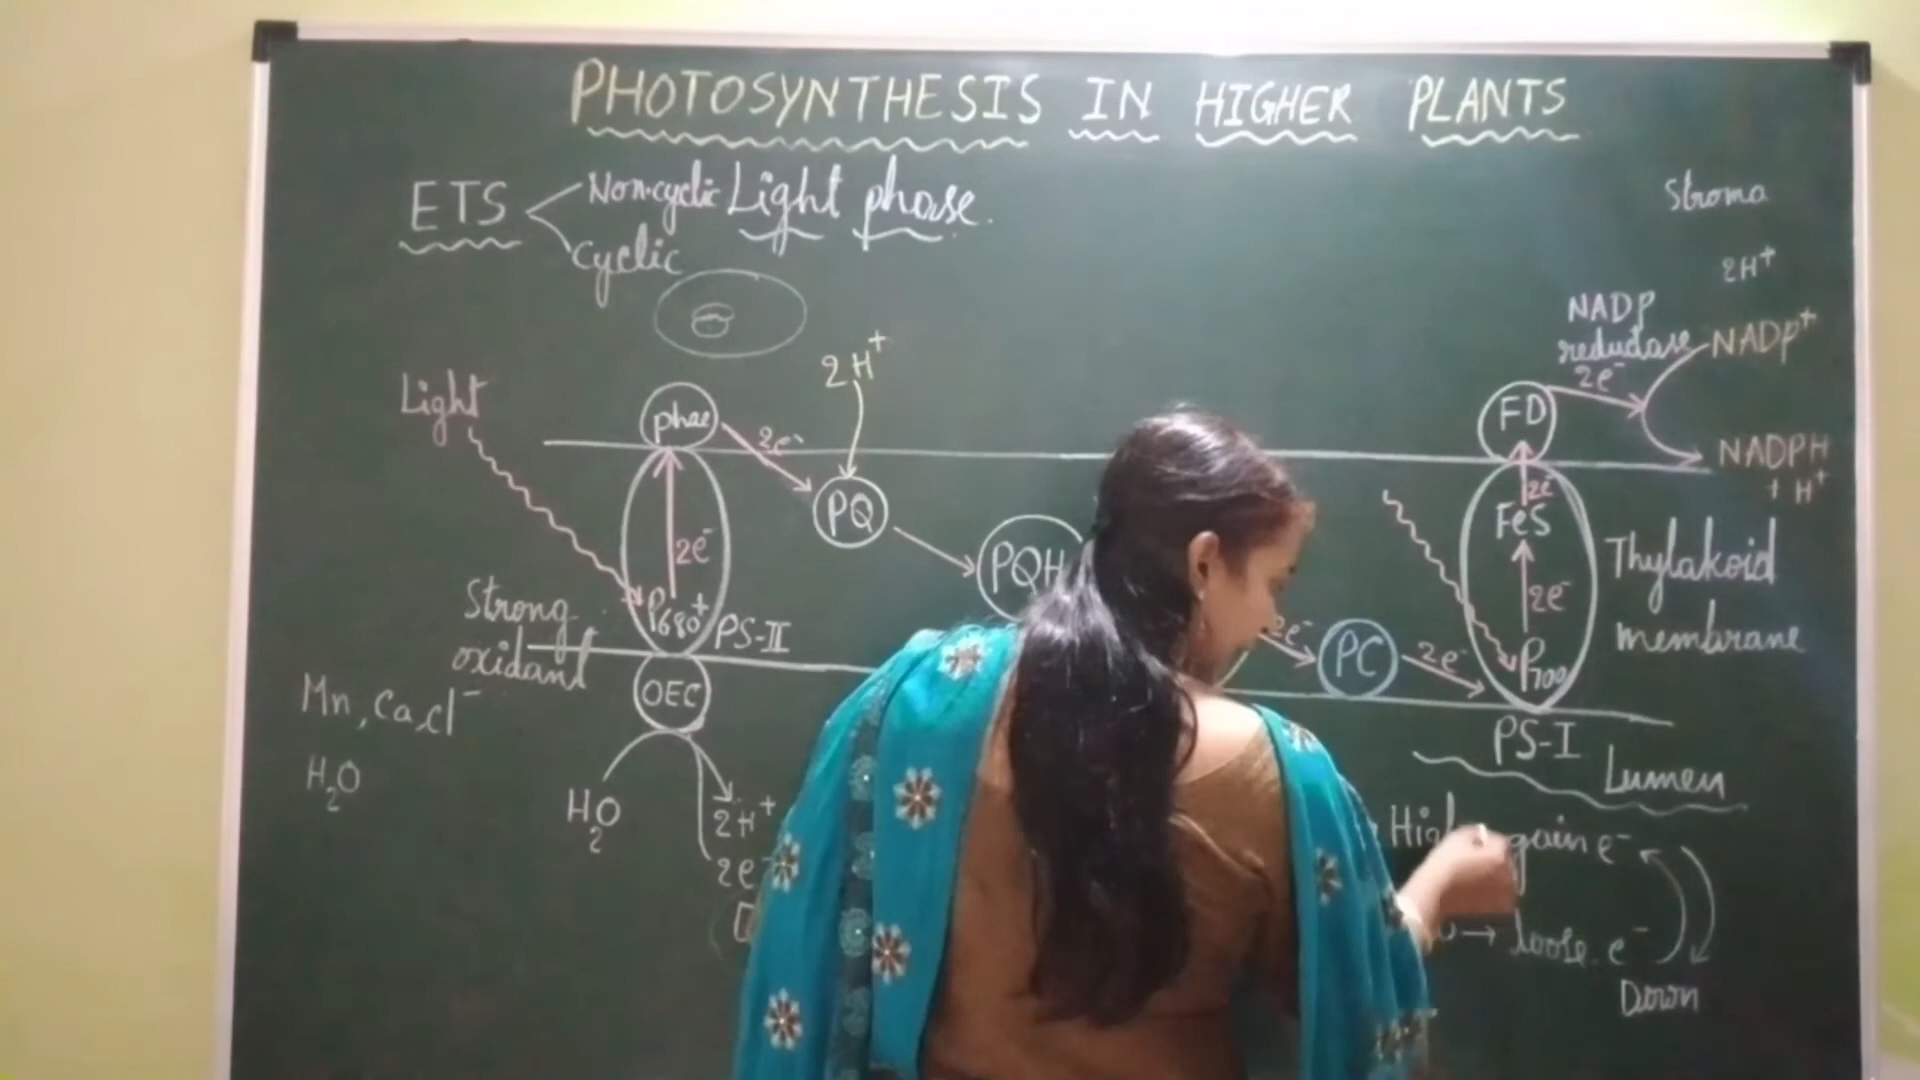 PHOTOSYNTHESIS IN HIGHER PLANTS
ETS
Non-cyclic
Cyclic
Light phase.
Stroma
2H⁺
NADP
reductase
NADP⁺
2e⁻
FD
NADPH
+ H⁺
Light
phae
2e⁻
2H⁺
PQ
PQH
2e⁻
P680⁺
PS-II
Strong
oxidant
OEC
Mn, Ca, Cl⁻
H₂O
H₂O
2H⁺
2e⁻
2e⁻
PC
2e⁻
2e⁻
FeS
2e⁻
P700
PS-I
Thylakoid
membrane
Lumen
gain e⁻
→ loose e⁻
Down